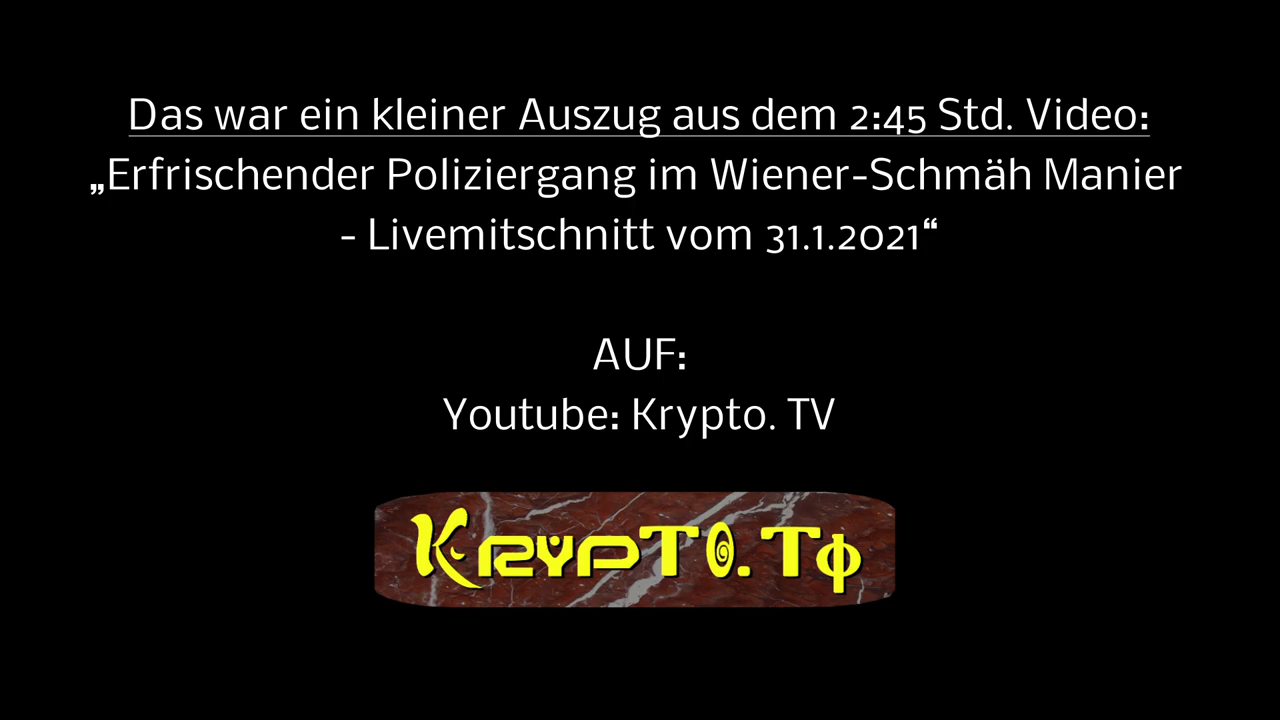 Das war ein kleiner Auszug aus dem 2:45 Std. Video:
„Erfrischender Poliziergang im Wiener-Schmäh Manier
- Livemitschnitt vom 31.1.2021“
AUF:
Youtube: Krypto. TV
KRYPTO.Tφ